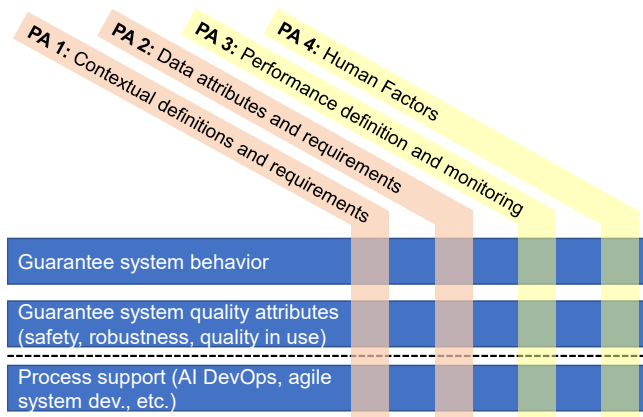 PA 1: Contextual definitions and requirements
PA 2: Data attributes and requirements
PA 3: Performance definition and monitoring
PA 4: Human Factors
Guarantee system behavior
Guarantee system quality attributes
(safety, robustness, quality in use)
Process support (AI DevOps, agile
system dev., etc.)